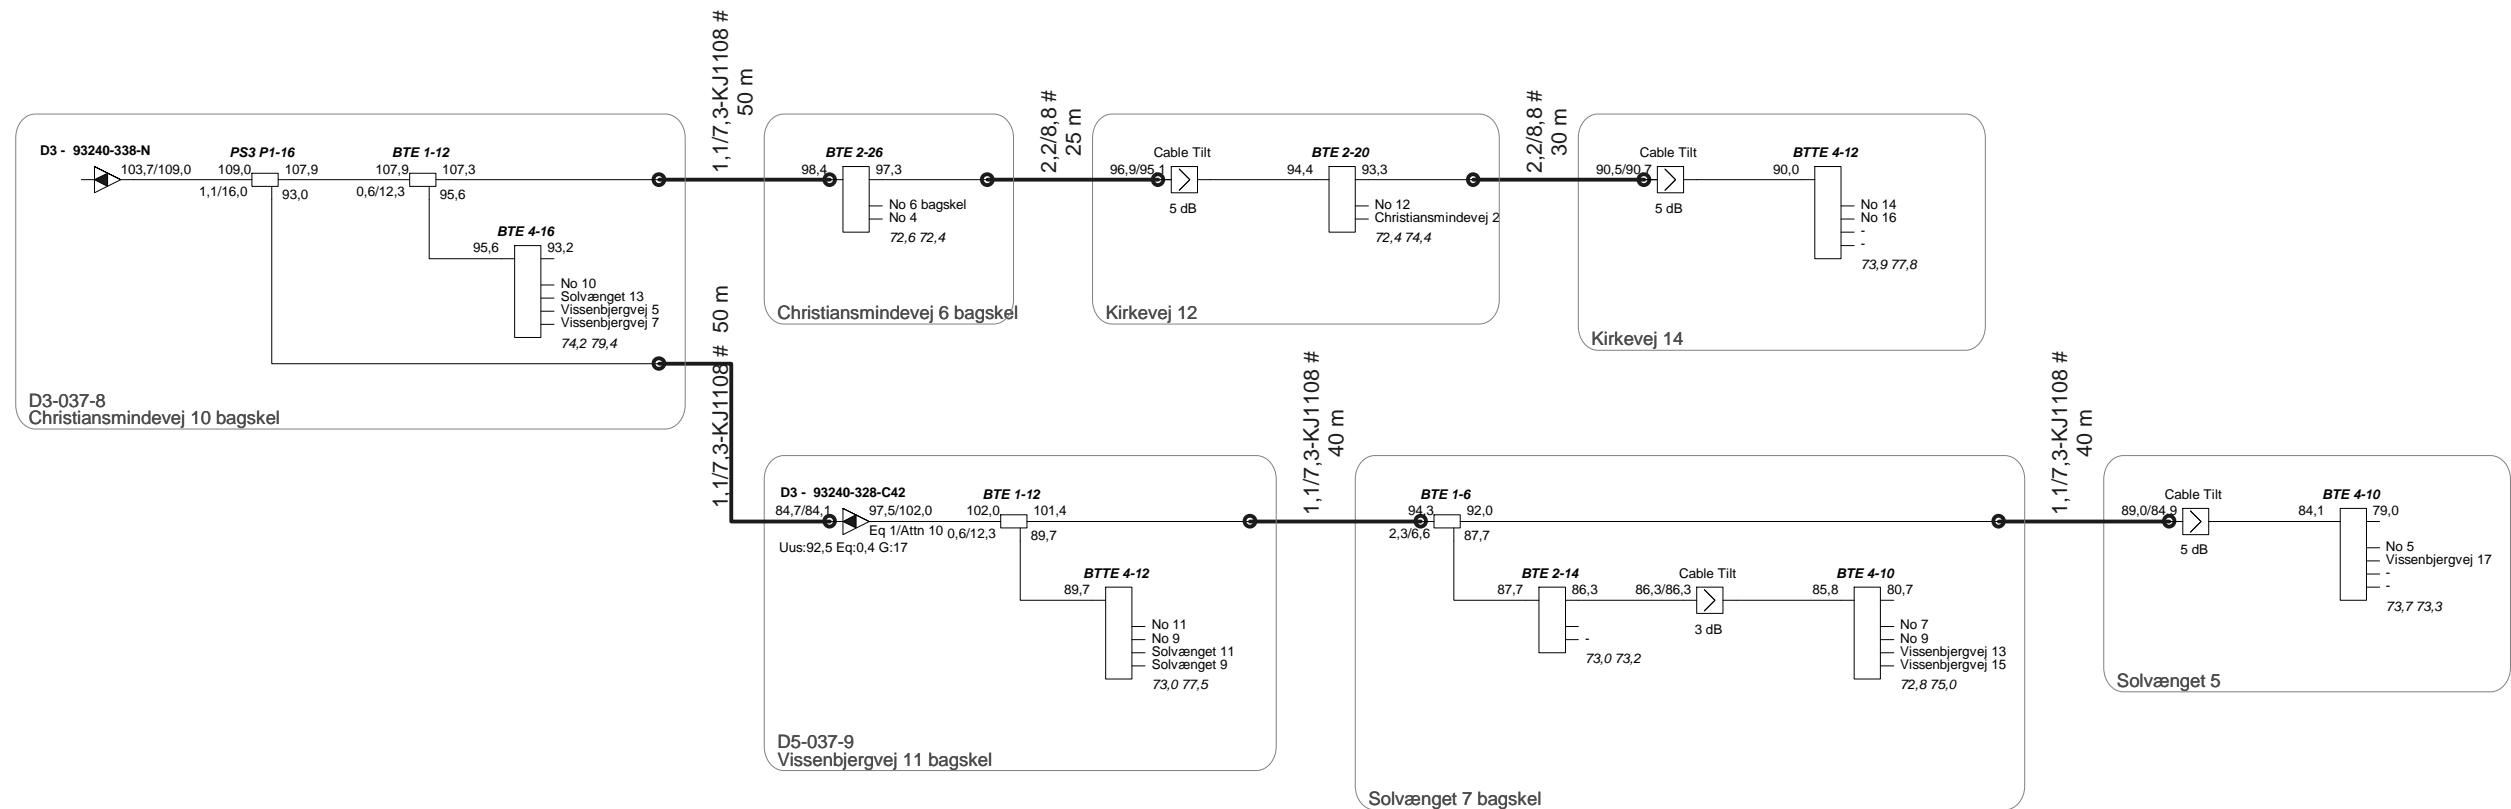 1,1/7,3-KJ1108 #
50 m
2,2/8,8 #
25 m
2,2/8,8 #
30 m
D3 - 93240-338-N
103,7/109,0
PS3 P1-16
109,0 107,9
1,1/16,0 93,0
BTE 1-12
107,9 107,3
0,6/12,3 95,6
BTE 4-16
95,6 93,2
No 10
Solvænget 13
Vissenbjergvej 5
Vissenbjergvej 7
74,2 79,4
D3-037-8
Christiansmindevej 10 bagskel
BTE 2-26
98,4 97,3
No 6 bagskel
No 4
72,6 72,4
Christiansmindevej 6 bagskel
Cable Tilt
96,9/95,1
5 dB
BTE 2-20
94,4 93,3
No 12
Christiansmindevej 2
72,4 74,4
Kirkevej 12
Cable Tilt
90,5/90,7
5 dB
BTTE 4-12
90,0
No 14
No 16
-
-
73,9 77,8
Kirkevej 14
1,1/7,3-KJ1108 # 50 m
1,1/7,3-KJ1108 #
40 m
1,1/7,3-KJ1108 #
40 m
D3 - 93240-328-C42
84,7/84,1 97,5/102,0
Eq 1/Attn 10
Uus:92,5 Eq:0,4 G:17
BTE 1-12
102,0 101,4
0,6/12,3 89,7
BTTE 4-12
89,7
No 11
No 9
Solvænget 11
Solvænget 9
73,0 77,5
D5-037-9
Vissenbjergvej 11 bagskel
BTE 1-6
94,3 92,0
2,3/6,6 87,7
BTE 2-14
87,7 86,3
-
73,0 73,2
Cable Tilt
86,3/86,3
3 dB
BTE 4-10
85,8 80,7
No 7
No 9
Vissenbjergvej 13
Vissenbjergvej 15
72,8 75,0
Solvænget 7 bagskel
Cable Tilt
89,0/84,9
5 dB
BTE 4-10
84,1 79,0
No 5
Vissenbjergvej 17
-
-
73,7 73,3
Solvænget 5